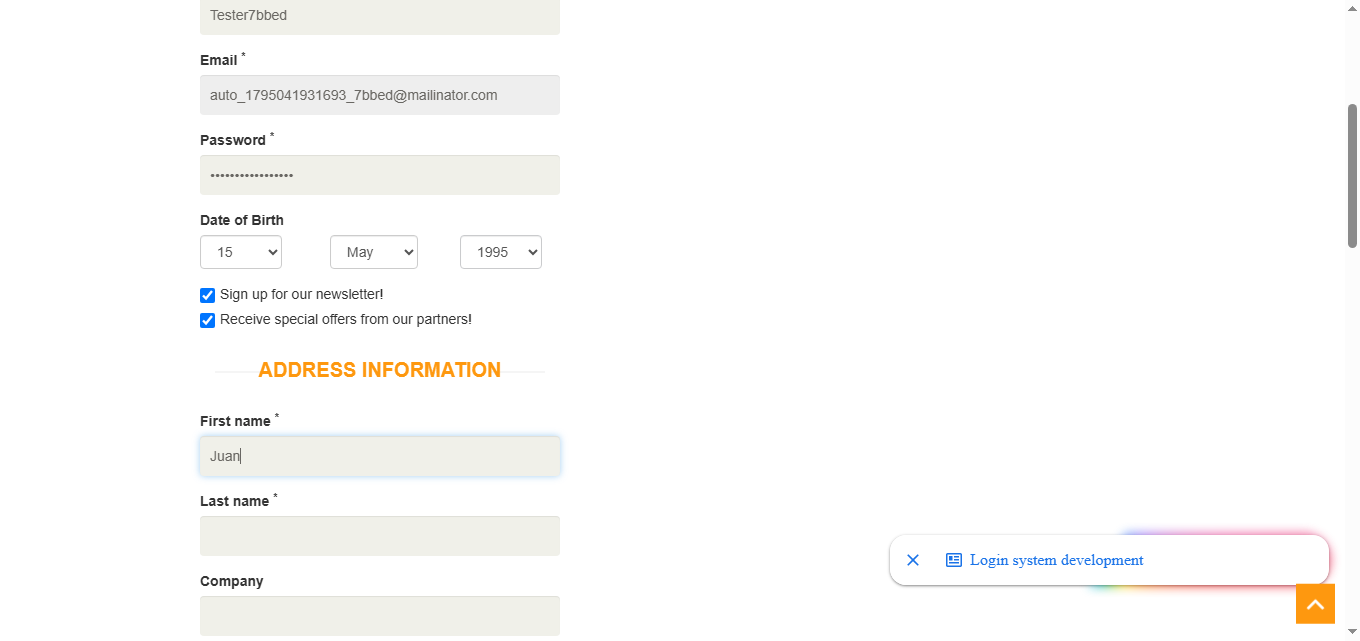 Tester7bbed
Email *
auto_1795041931693_7bbed@mailinator.com
Password *
•••••••••••••••••
Date of Birth
15 May 1995
Sign up for our newsletter!
Receive special offers from our partners!
ADDRESS INFORMATION
First name *
Juan
Last name *
Login system development
Company